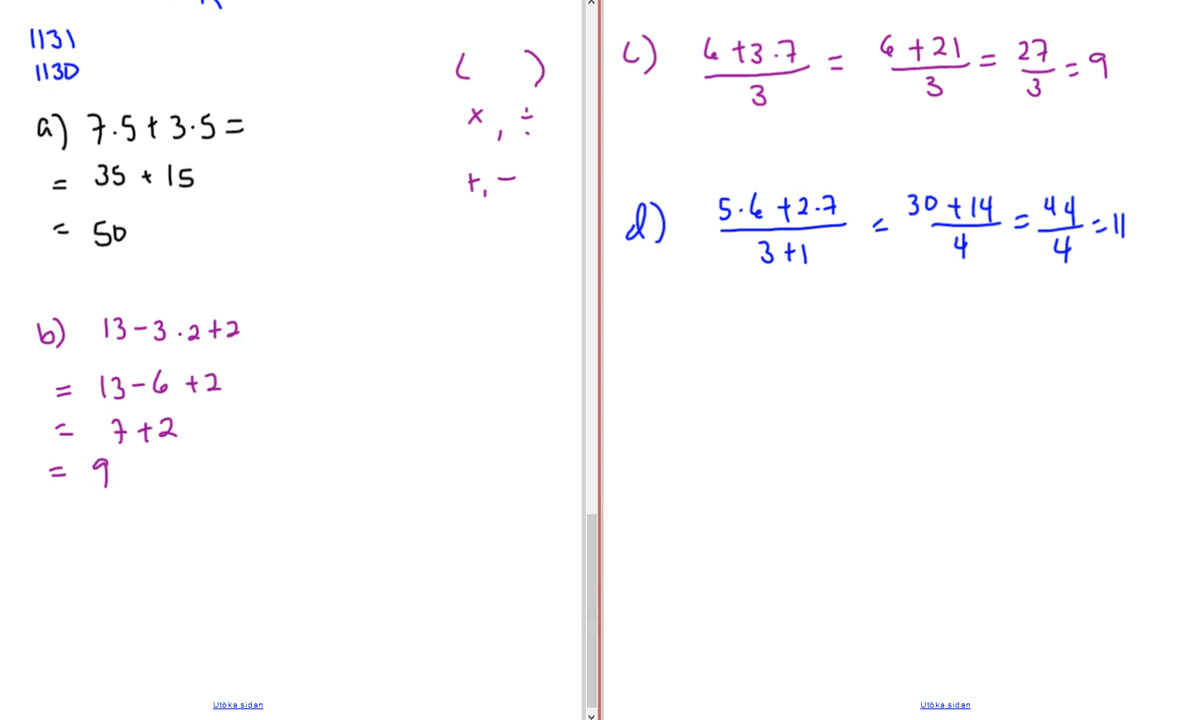 1131
1130
a) 7·5+3·5=
= 35 + 15
= 50
( )
×, ÷
+, −
b) 13-3·2+2
= 13-6+2
= 7+2
= 9
Utöka sidan
c) (6+3·7)/3 = (6+21)/3 = 27/3 = 9
d) (5·6+2·7)/(3+1) = (30+14)/4 = 44/4 = 11
Utöka sidan